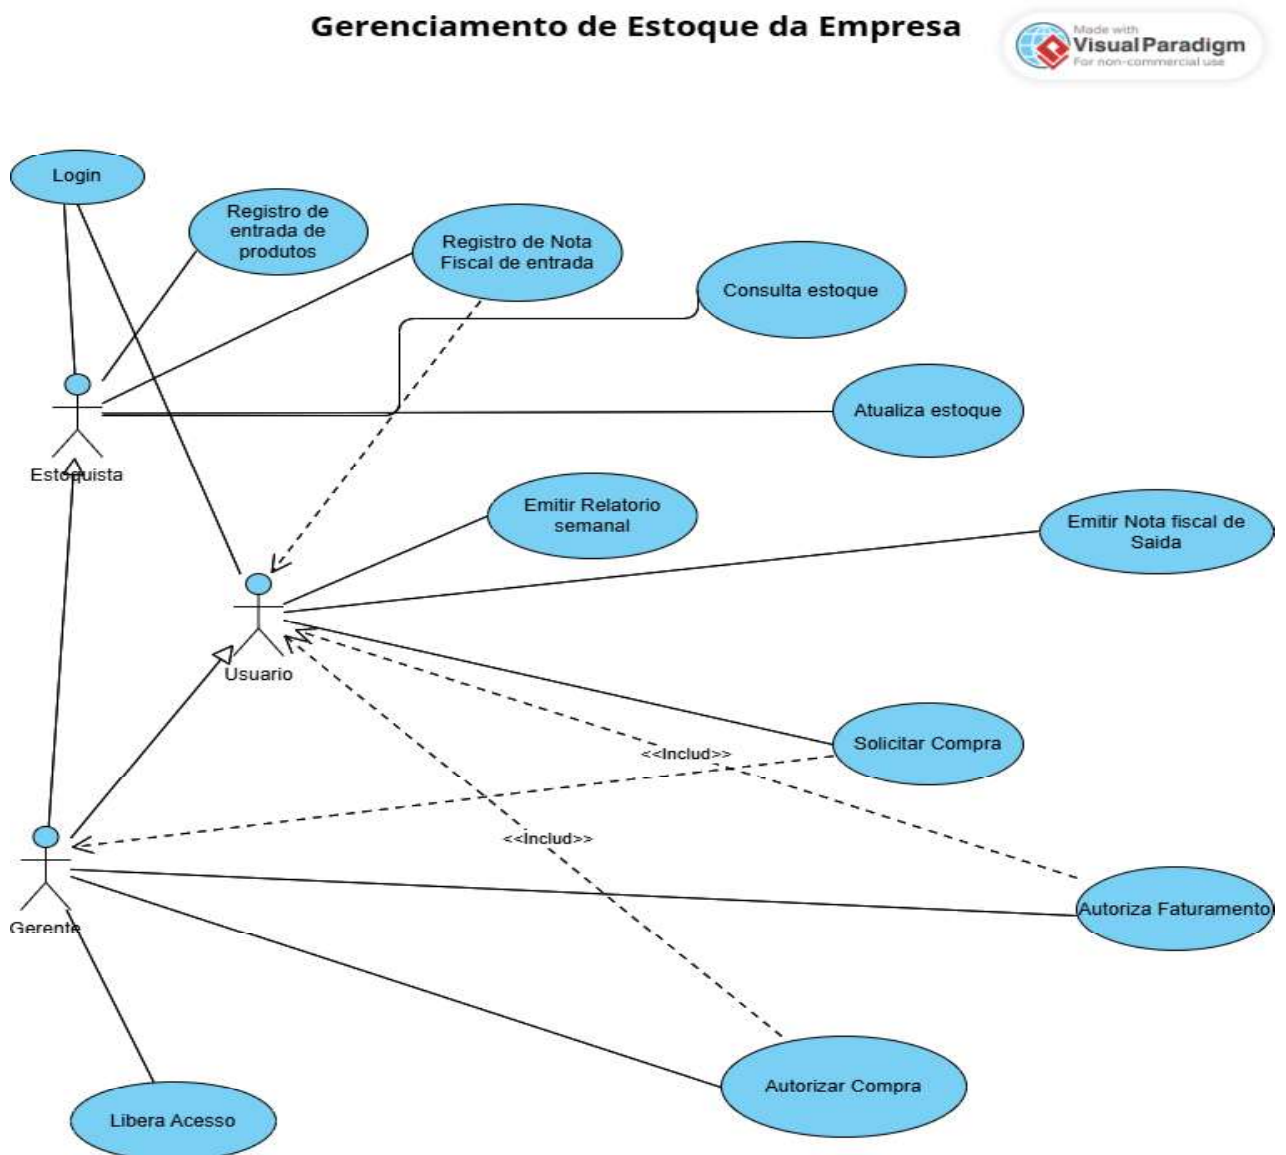 Gerenciamento de Estoque da Empresa
Made with
Visual Paradigm
For non-commercial use
Login
Registro de
entrada de
produtos
Registro de Nota
Fiscal de entrada
Consulta estoque
Atualiza estoque
Estoquista
Emitir Relatorio
semanal
Emitir Nota fiscal de
Saida
Usuario
Solicitar Compra
<<Includ>>
<<Includ>>
Gerente
Autoriza Faturamento
Autorizar Compra
Libera Acesso